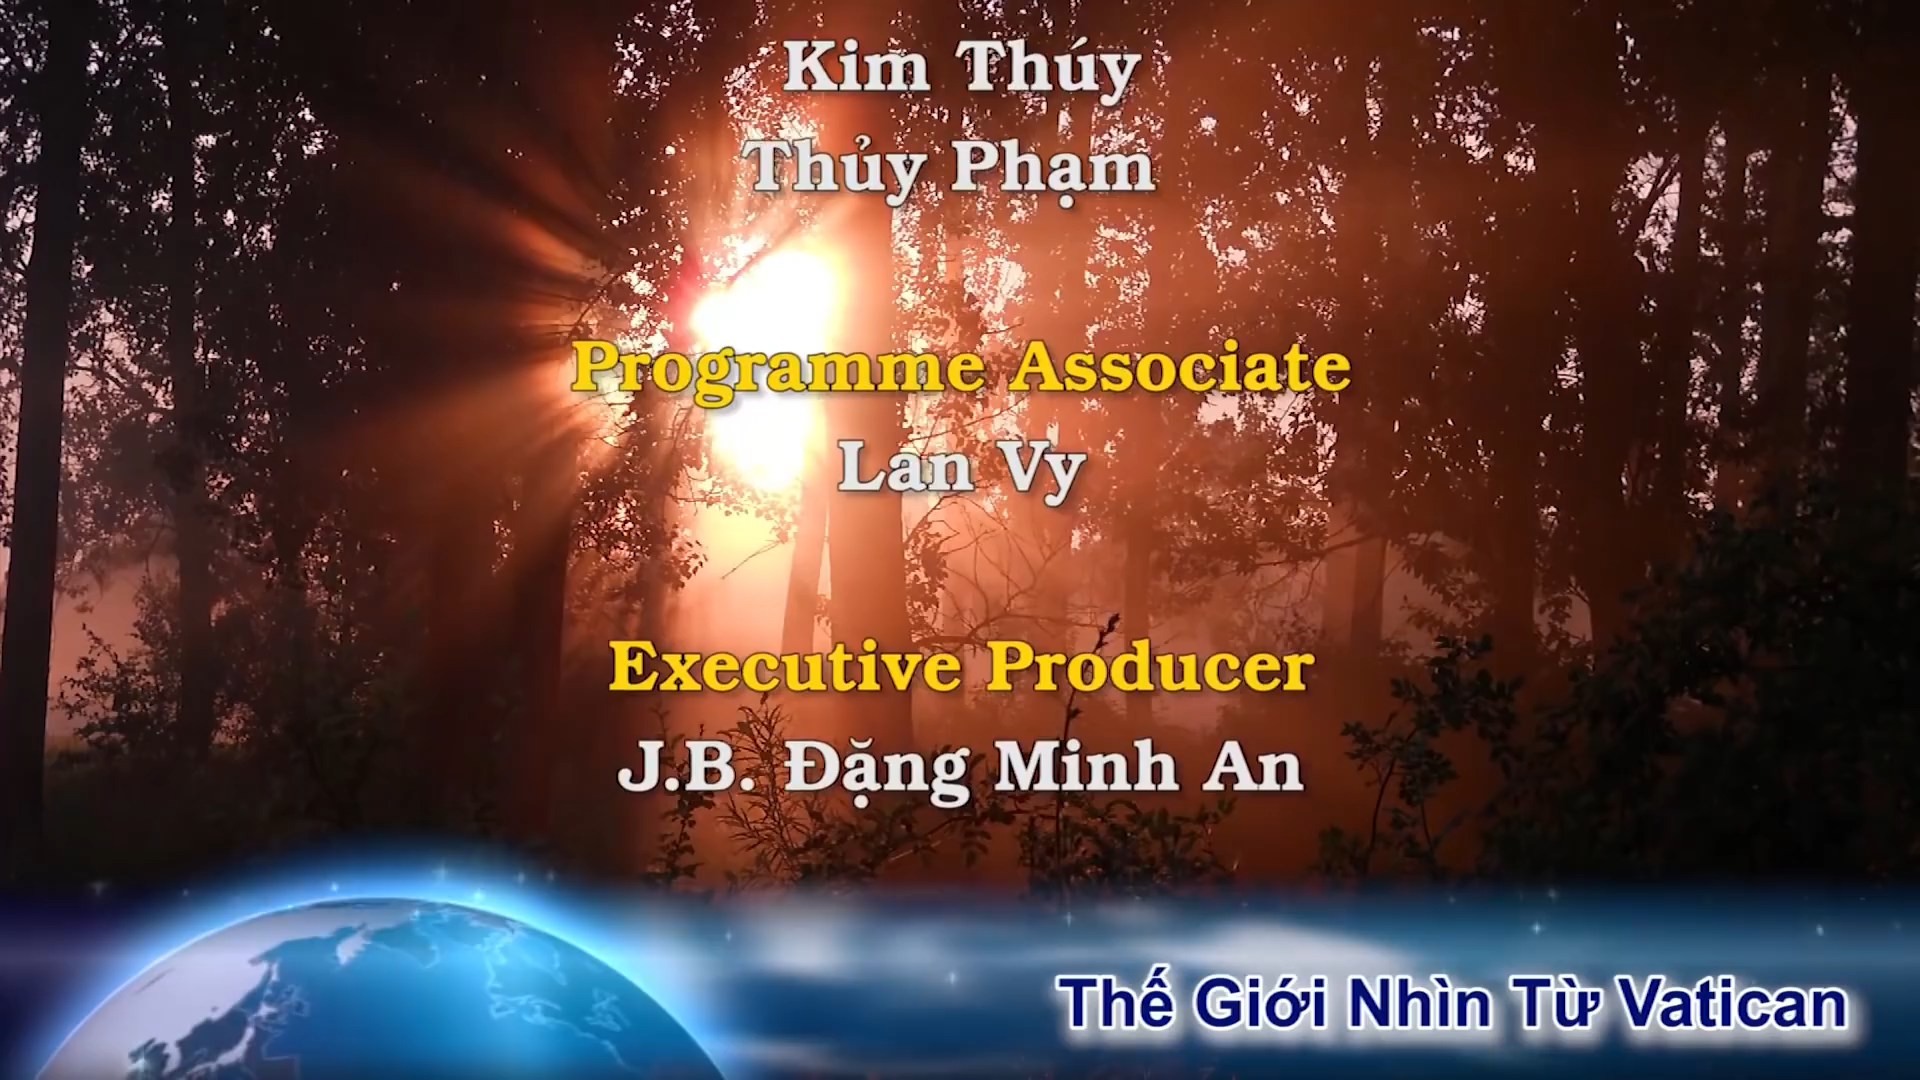 Kim Thúy
Thủy Phạm
Programme Associate
Lan Vy
Executive Producer
J.B. Đặng Minh An
Thế Giới Nhìn Từ Vatican